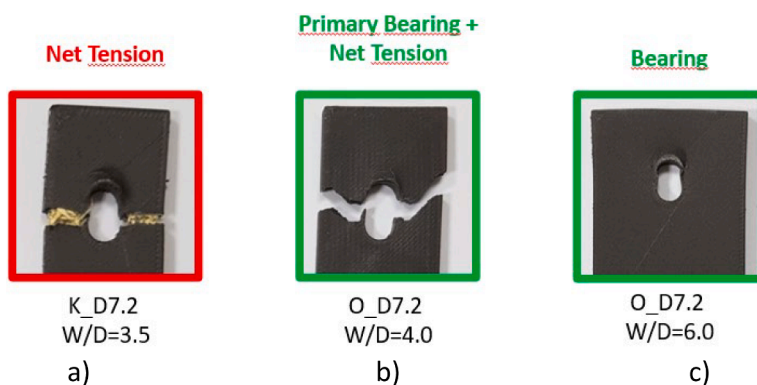 Net Tension
Primary Bearing +
Net Tension
Bearing
K_D7.2
W/D=3.5
O_D7.2
W/D=4.0
O_D7.2
W/D=6.0
a)
b)
c)